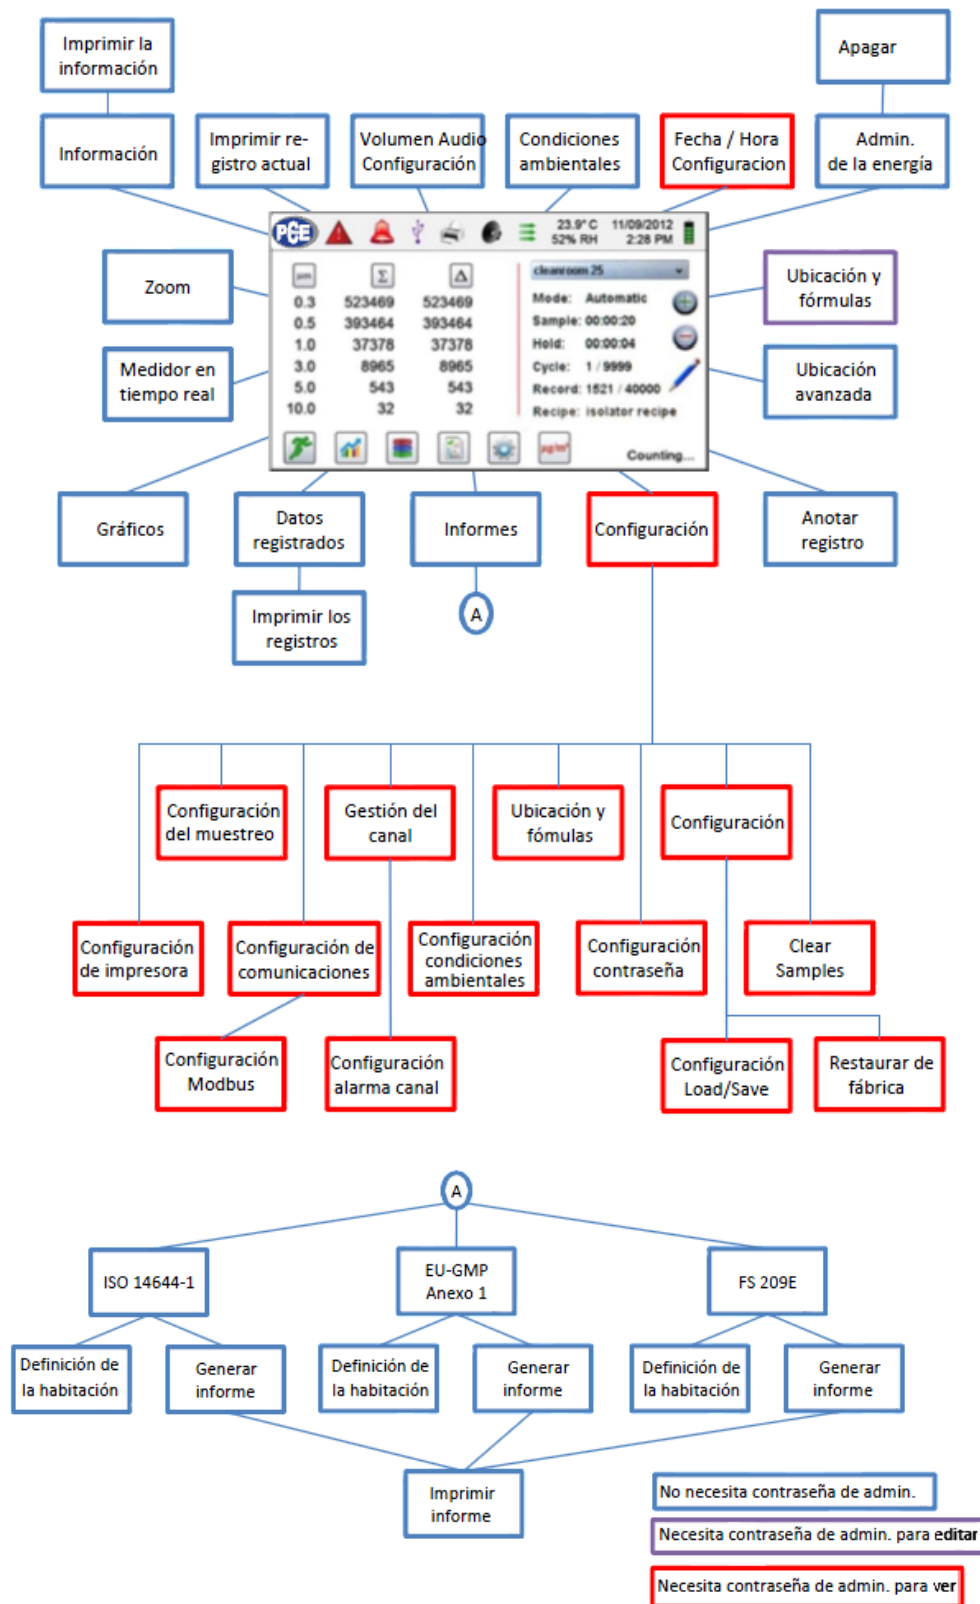 Imprimir la
información
Apagar
Información
Imprimir re-
gistro actual
Volumen Audio
Configuración
Condiciones
ambientales
Fecha / Hora
Configuracion
Admin.
de la energía
PCE
23.9° C 11/09/2012
52% RH 2:28 PM
Zoom
Medidor en
tiempo real
µm Σ Δ
0.3 523469 523469
0.5 393464 393464
1.0 37378 37378
3.0 8965 8965
5.0 543 543
10.0 32 32
cleanroom 25
Mode: Automatic
Sample: 00:00:20
Hold: 00:00:04
Cycle: 1 / 9999
Record: 1521 / 40000
Recipe: isolator recipe
µg/m³
Counting...
Ubicación y
fórmulas
Ubicación
avanzada
Gráficos
Datos
registrados
Informes
Configuración
Anotar
registro
Imprimir los
registros
A
Configuración
del muestreo
Gestión del
canal
Ubicación y
fómulas
Configuración
Configuración
de impresora
Configuración de
comunicaciones
Configuración
condiciones
ambientales
Configuración
contraseña
Clear
Samples
Configuración
Modbus
Configuración
alarma canal
Configuración
Load/Save
Restaurar de
fábrica
A
ISO 14644-1
EU-GMP
Anexo 1
FS 209E
Definición de
la habitación
Generar
informe
Definición de
la habitación
Generar
informe
Definición de
la habitación
Generar
informe
Imprimir
informe
No necesita contraseña de admin.
Necesita contraseña de admin. para editar
Necesita contraseña de admin. para ver